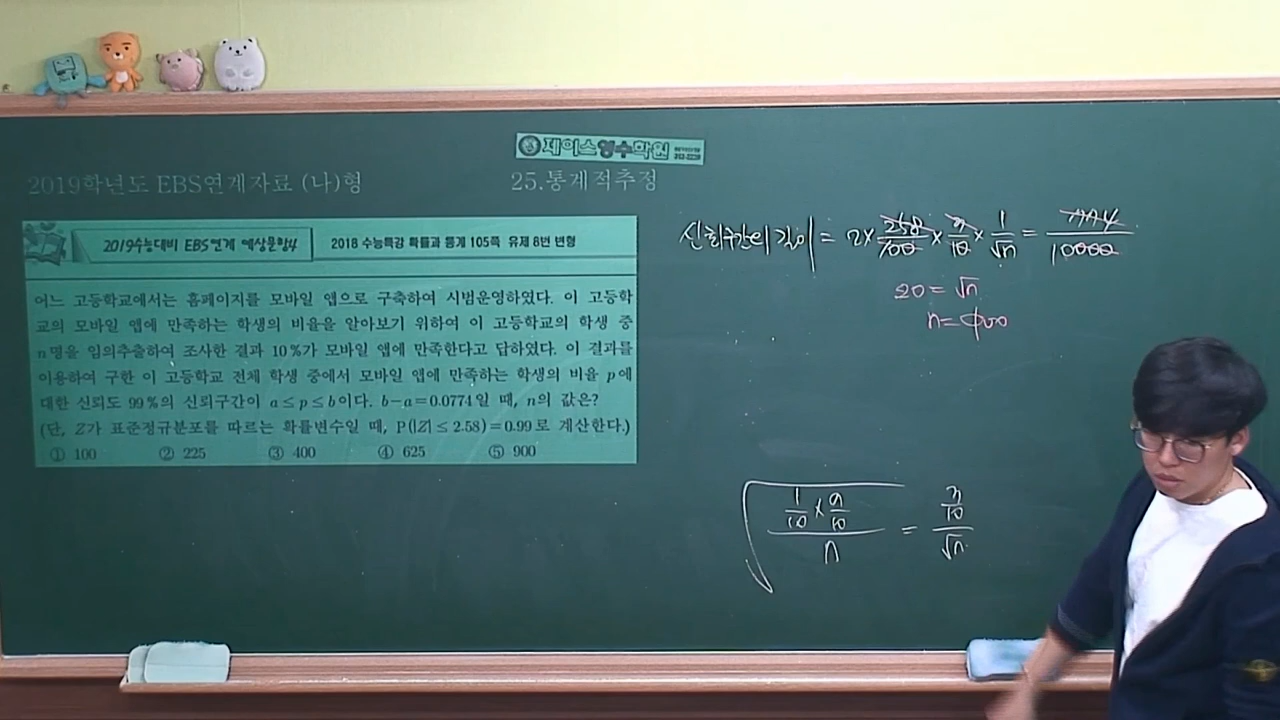 제이스영수학원
2019학년도 EBS연계자료 (나)형
25.통계적추정
2019수능대비 EBS연계 예상문항4
2018 수능특강 확률과 통계 105쪽 유제 8번 변형
어느 고등학교에서는 홈페이지를 모바일 앱으로 구축하여 시범운영하였다. 이 고등학
교의 모바일 앱에 만족하는 학생의 비율을 알아보기 위하여 이 고등학교의 학생 중
n명을 임의추출하여 조사한 결과 10%가 모바일 앱에 만족한다고 답하였다. 이 결과를
이용하여 구한 이 고등학교 전체 학생 중에서 모바일 앱에 만족하는 학생의 비율 p에
대한 신뢰도 99%의 신뢰구간이 a≤p≤b이다. b-a=0.0774일 때, n의 값은?
(단, Z가 표준정규분포를 따르는 확률변수일 때, P(|Z|≤2.58)=0.99로 계산한다.)
① 100 ② 225 ③ 400 ④ 625 ⑤ 900
신뢰구간의 길이 = 2 × 258/100 × 3/10 × 1/√n = 774/10000
20 = √n
n = 400
√((1/10 × 9/10)/n) = (3/10)/√n